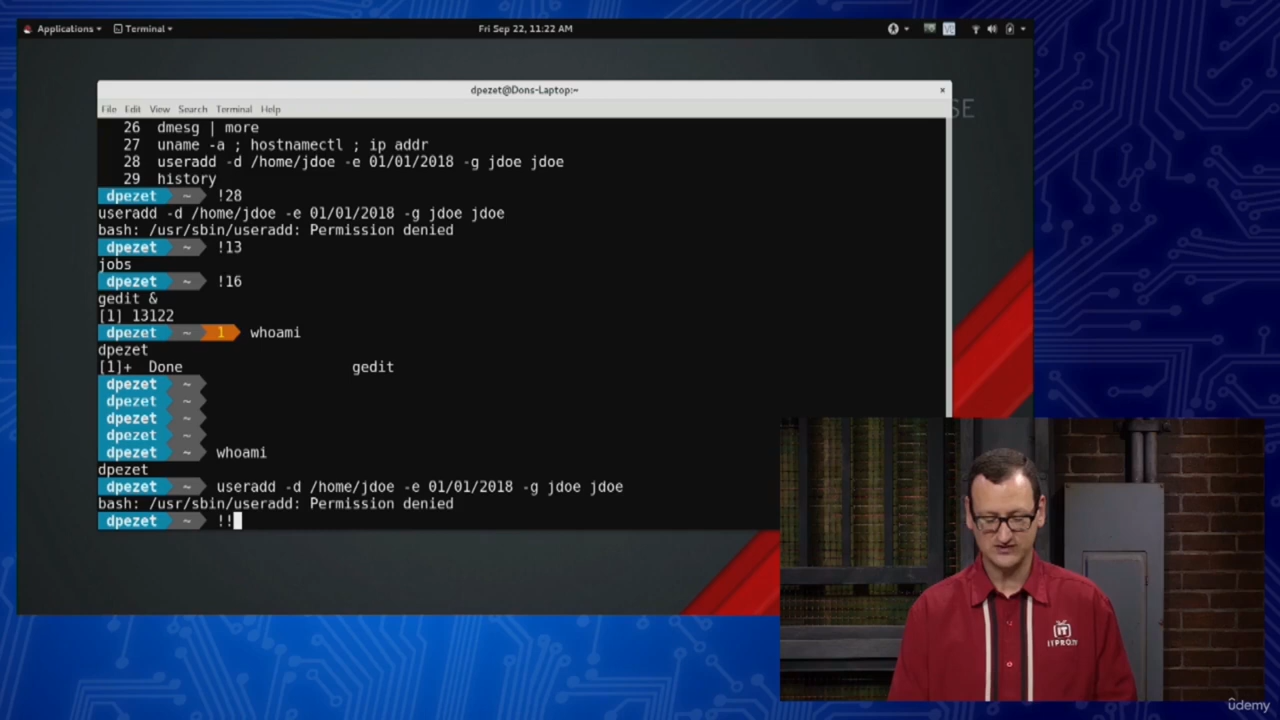 Applications Terminal Fri Sep 22, 11:22 AM
dpezet@Dons-Laptop:~ ×
File Edit View Search Terminal Help
SE
26 dmesg | more
27 uname -a ; hostnamectl ; ip addr
28 useradd -d /home/jdoe -e 01/01/2018 -g jdoe jdoe
29 history
dpezet ~ !28
useradd -d /home/jdoe -e 01/01/2018 -g jdoe jdoe
bash: /usr/sbin/useradd: Permission denied
dpezet ~ !13
jobs
dpezet ~ !16
gedit &
[1] 13122
dpezet ~ 1 whoami
dpezet
[1]+ Done gedit
dpezet ~
dpezet ~
dpezet ~
dpezet ~
dpezet ~ whoami
dpezet
dpezet ~ useradd -d /home/jdoe -e 01/01/2018 -g jdoe jdoe
bash: /usr/sbin/useradd: Permission denied
dpezet ~ !!
IT
ITPRO.TV
udemy